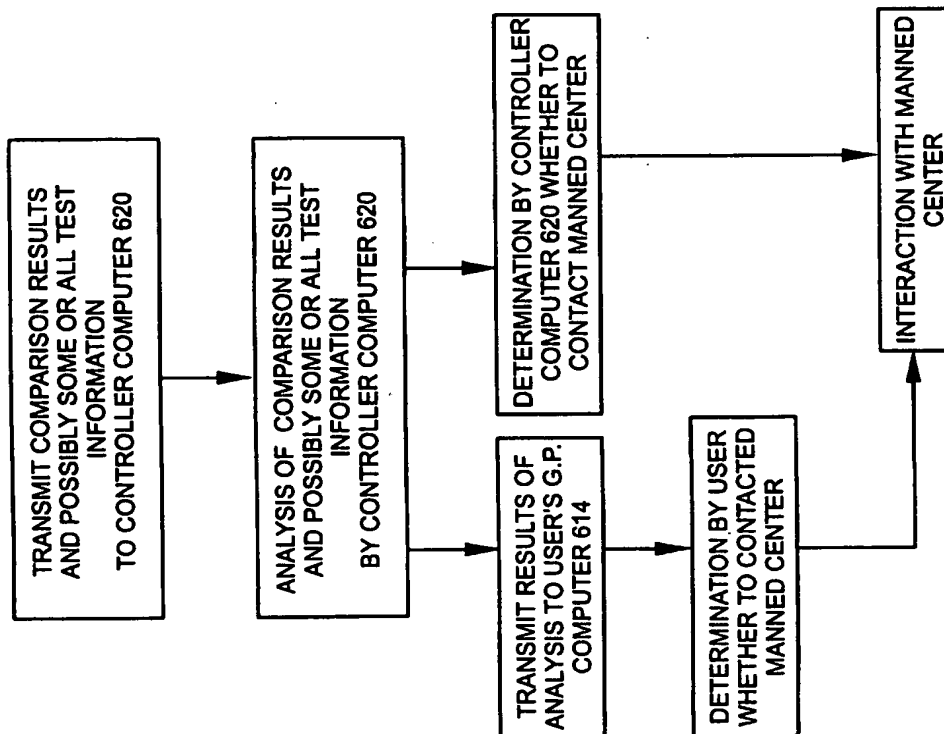 TRANSMIT COMPARISON RESULTS
AND POSSIBLY SOME OR ALL TEST
INFORMATION
TO CONTROLLER COMPUTER 620
ANALYSIS OF COMPARISON RESULTS
AND POSSIBLY SOME OR ALL TEST
INFORMATION
BY CONTROLLER COMPUTER 620
TRANSMIT RESULTS OF
ANALYSIS TO USER'S G.P.
COMPUTER 614
DETERMINATION BY CONTROLLER
COMPUTER 620 WHETHER TO
CONTACT MANNED CENTER
DETERMINATION BY USER
WHETHER TO CONTACTED
MANNED CENTER
INTERACTION WITH MANNED
CENTER